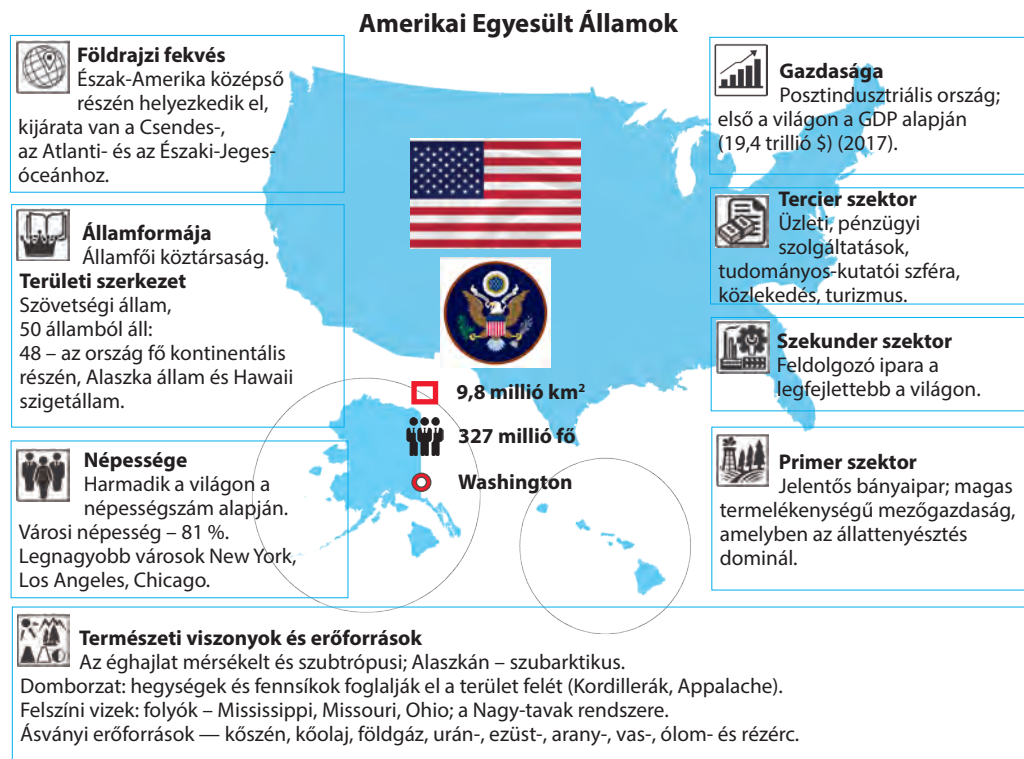 Amerikai Egyesült Államok
Földrajzi fekvés
Észak-Amerika középső
részén helyezkedik el,
kijárata van a Csendes-,
az Atlanti- és az Északi-Jeges-
óceánhoz.
Államformája
Államfői köztársaság.
Területi szerkezet
Szövetségi állam,
50 államból áll:
48 – az ország fő kontinentális
részén, Alaszka állam és Hawaii
szigetállam.
Népessége
Harmadik a világon a
népességszám alapján.
Városi népesség – 81 %.
Legnagyobb városok New York,
Los Angeles, Chicago.
9,8 millió km²
327 millió fő
Washington
Gazdasága
Posztindusztriális ország;
első a világon a GDP alapján
(19,4 trillió $) (2017).
Tercier szektor
Üzleti, pénzügyi
szolgáltatások,
tudományos-kutatói szféra,
közlekedés, turizmus.
Szekunder szektor
Feldolgozó ipara a
legfejlettebb a világon.
Primer szektor
Jelentős bányaipar; magas
termelékenységű mezőgazdaság,
amelyben az állattenyésztés
dominál.
Természeti viszonyok és erőforrások
Az éghajlat mérsékelt és szubtrópusi; Alaszkán – szubarktikus.
Domborzat: hegységek és fennsíkok foglalják el a terület felét (Kordillerák, Appalache).
Felszíni vizek: folyók – Mississippi, Missouri, Ohio; a Nagy-tavak rendszere.
Ásványi erőforrások — kőszén, kőolaj, földgáz, urán-, ezüst-, arany-, vas-, ólom- és rézérc.